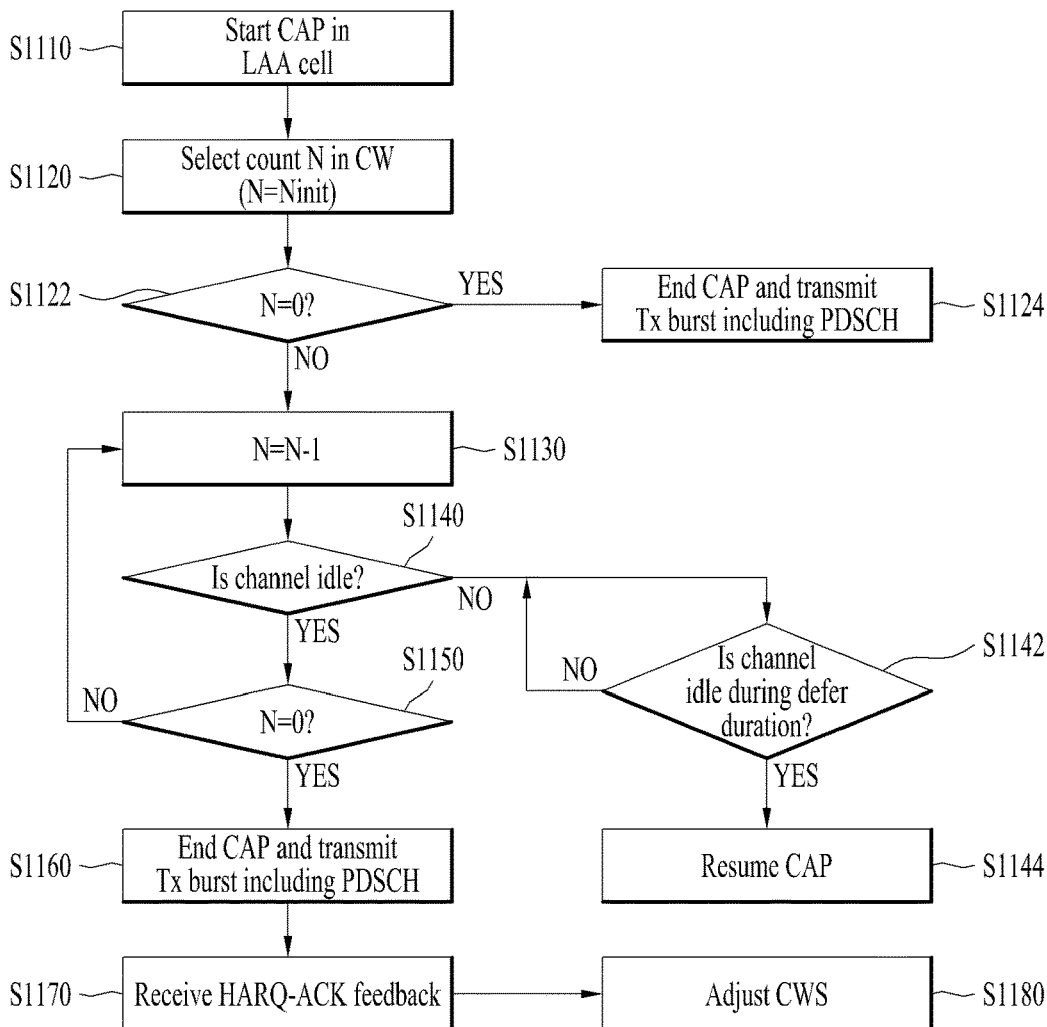 S1110
Start CAP in
LAA cell
S1120
Select count N in CW
(N=Ninit)
S1122
N=0?
YES
NO
End CAP and transmit
Tx burst including PDSCH
S1124
N=N-1
S1130
S1140
Is channel idle?
NO
YES
S1150
NO
N=0?
YES
NO
Is channel
idle during defer
duration?
S1142
YES
S1160
End CAP and transmit
Tx burst including PDSCH
Resume CAP
S1144
S1170
Receive HARQ-ACK feedback
Adjust CWS
S1180